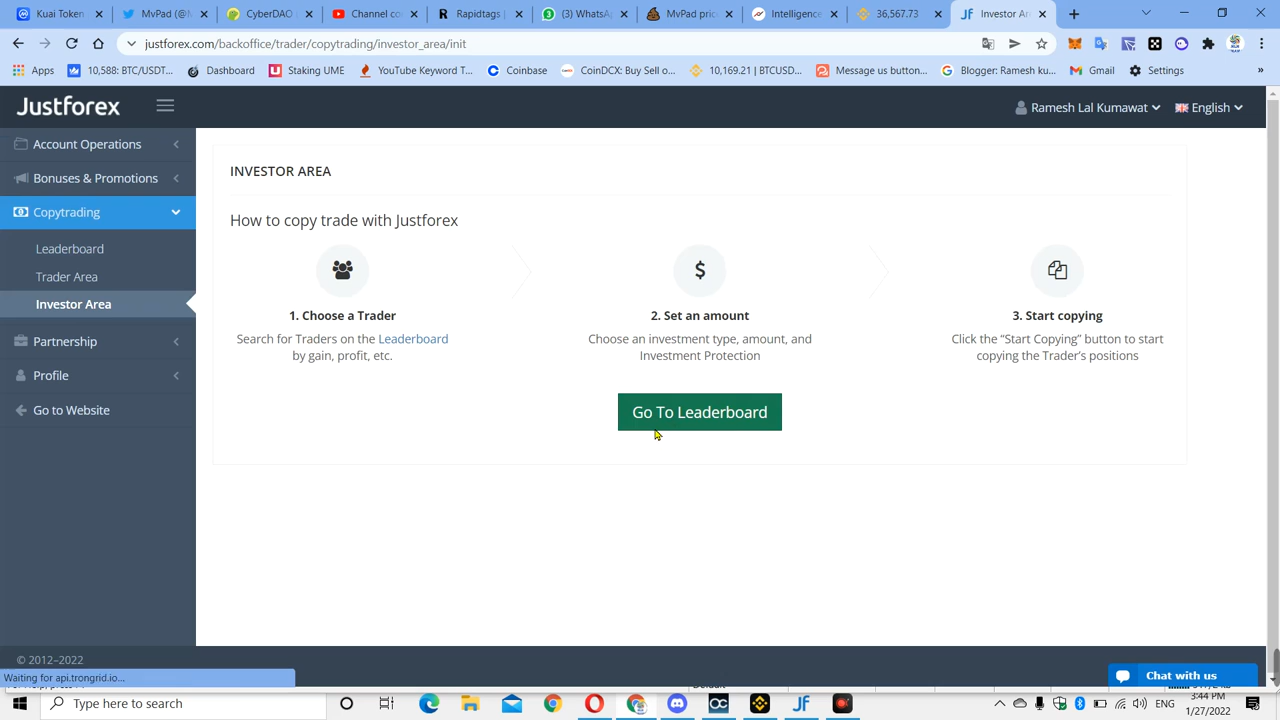 Kuai Token
MvPad (@M
CyberDAO
Channel co
Rapidtags |
(3) WhatsA
MvPad price
Intelligence
36,567.73
Investor Are
justforex.com/backoffice/trader/copytrading/investor_area/init
Apps
10,588: BTC/USDT...
Dashboard
Staking UME
YouTube Keyword T...
Coinbase
CoinDCX: Buy Sell o...
10,169.21 | BTCUSD...
Message us button...
Blogger: Ramesh ku...
Gmail
Settings
»
Justforex
Ramesh Lal Kumawat
English
Account Operations
Bonuses & Promotions
Copytrading
Leaderboard
Trader Area
Investor Area
Partnership
Profile
Go to Website
INVESTOR AREA
How to copy trade with Justforex
$
1. Choose a Trader
Search for Traders on the Leaderboard
by gain, profit, etc.
2. Set an amount
Choose an investment type, amount, and
Investment Protection
3. Start copying
Click the “Start Copying” button to start
copying the Trader’s positions
Go To Leaderboard
© 2012–2022
Waiting for api.trongrid.io...
Chat with us
Type here to search
ENG
3:44 PM
1/27/2022